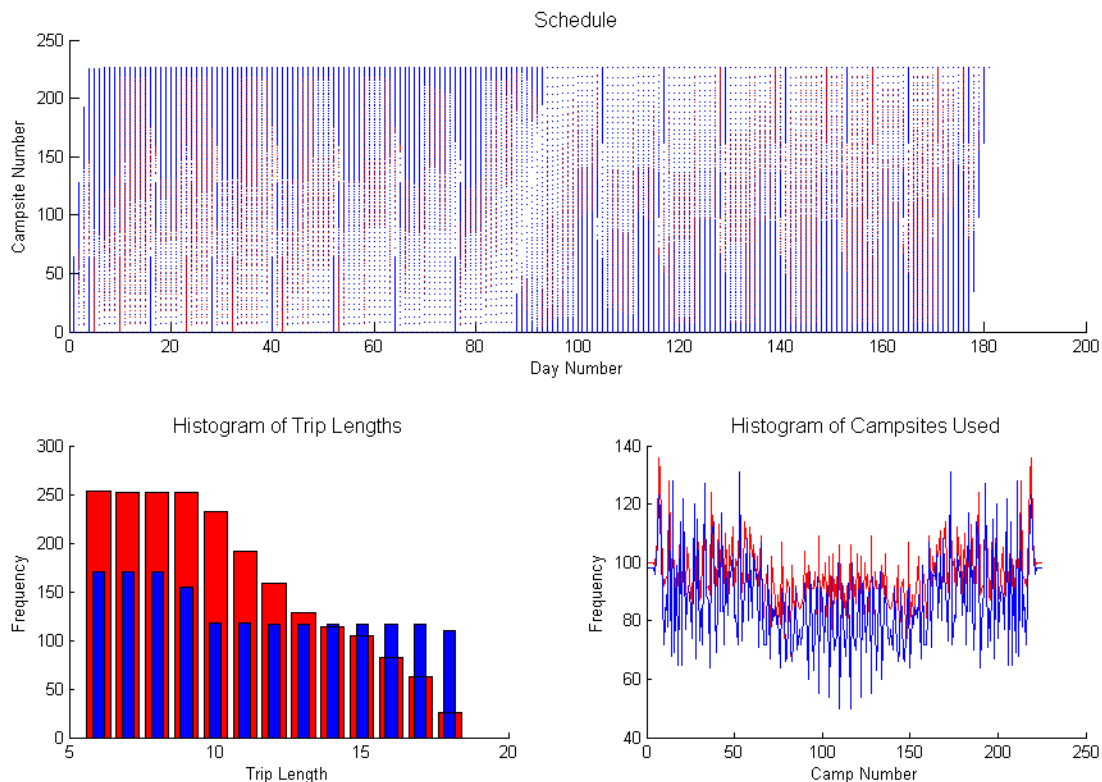 Schedule
250
200
150
100
50
0
Campsite Number
0 20 40 60 80 100 120 140 160 180 200
Day Number
Histogram of Trip Lengths
300
250
200
150
100
50
0
Frequency
5 10 15 20
Trip Length
Histogram of Campsites Used
140
120
100
80
60
40
Frequency
0 50 100 150 200 250
Camp Number